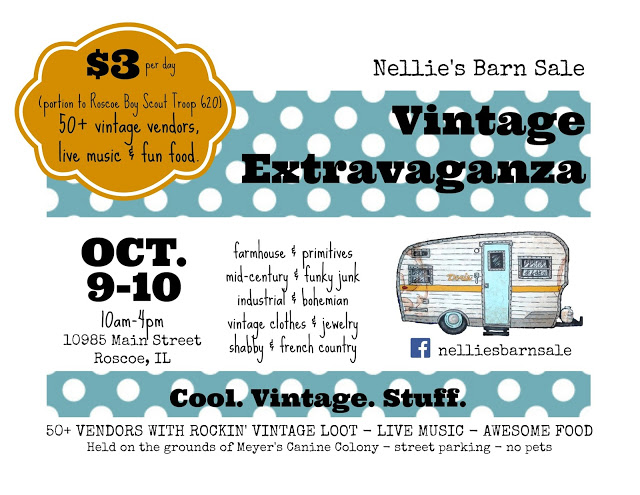 $3 per day
(portion to Roscoe Boy Scout Troop 620)
50+ vintage vendors,
live music & fun food.
Nellie's Barn Sale
Vintage
Extravaganza
OCT.
9-10
10am-4pm
10985 Main Street
Roscoe, IL
farmhouse & primitives
mid-century & funky junk
industrial & bohemian
vintage clothes & jewelry
shabby & french country
nelliesbarnsale
Cool. Vintage. Stuff.
50+ VENDORS WITH ROCKIN' VINTAGE LOOT - LIVE MUSIC - AWESOME FOOD
Held on the grounds of Meyer's Canine Colony - street parking - no pets